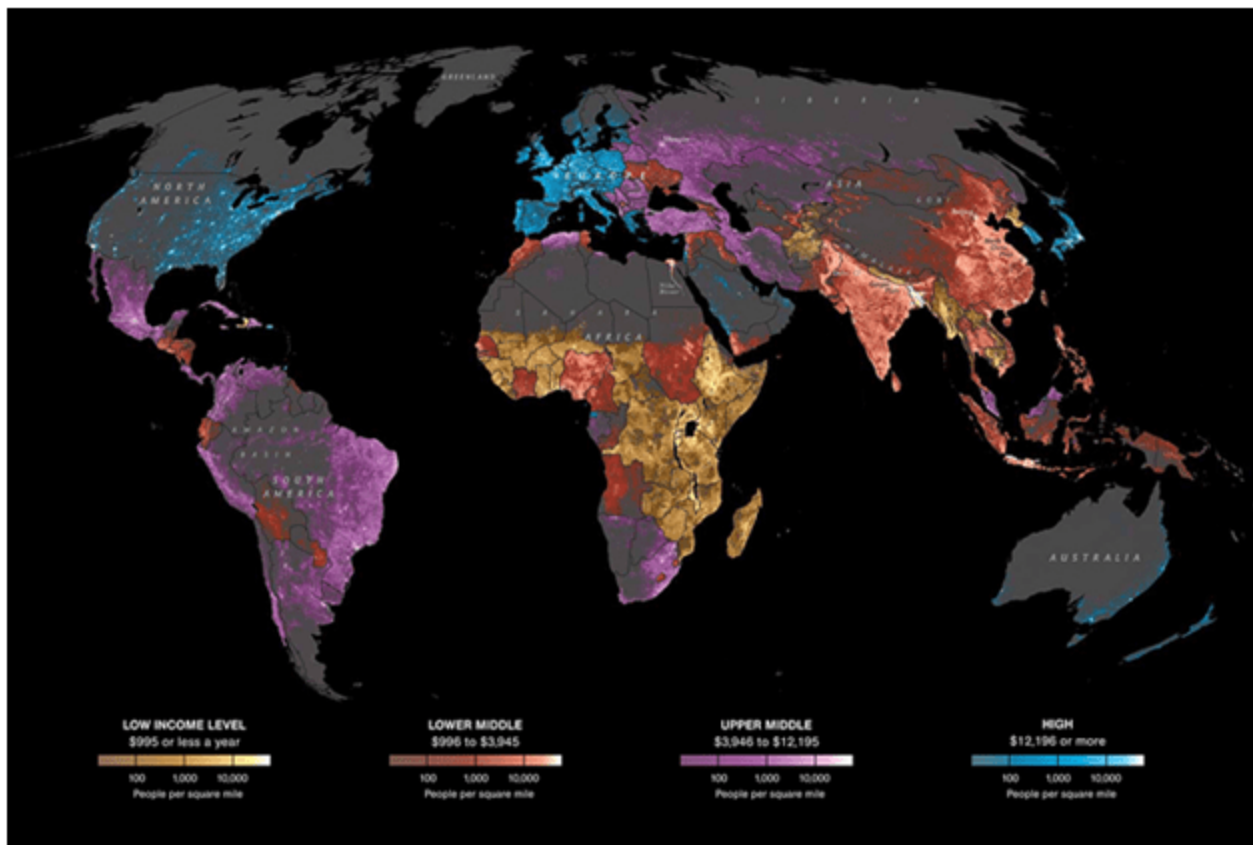 GREENLAND
SIBERIA
NORTH
AMERICA
EUROPE
ASIA
SAHARA
AFRICA
AMAZON
BASIN
SOUTH
AMERICA
AUSTRALIA
LOW INCOME LEVEL
$995 or less a year
100 1,000 10,000
People per square mile
LOWER MIDDLE
$996 to $3,945
100 1,000 10,000
People per square mile
UPPER MIDDLE
$3,946 to $12,195
100 1,000 10,000
People per square mile
HIGH
$12,196 or more
100 1,000 10,000
People per square mile